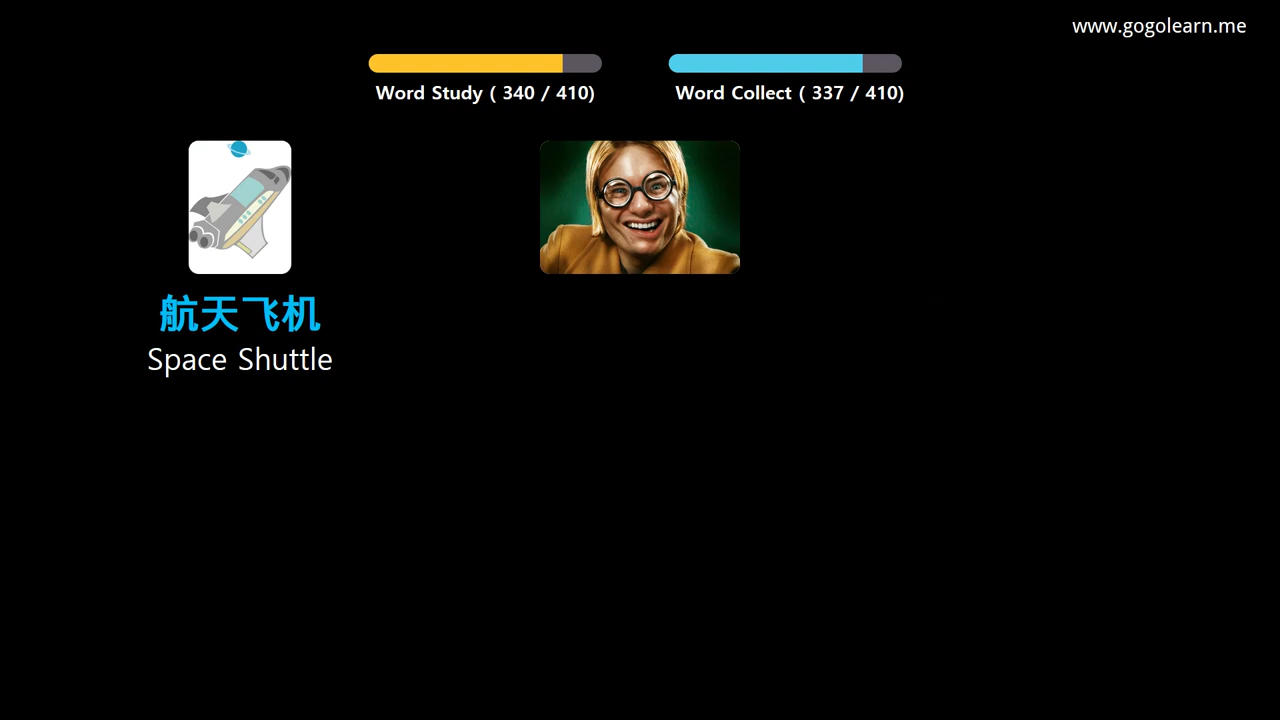 www.gogolearn.me
Word Study ( 340 / 410)
Word Collect ( 337 / 410)
航天飞机
Space Shuttle